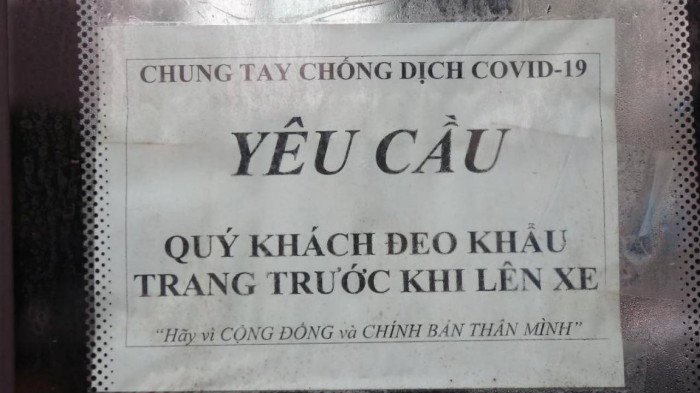 CHUNG TAY CHỐNG DỊCH COVID-19
YÊU CẦU
QUÝ KHÁCH ĐEO KHẨU
TRANG TRƯỚC KHI LÊN XE
“Hãy vì CỘNG ĐỒNG và CHÍNH BẢN THÂN MÌNH”